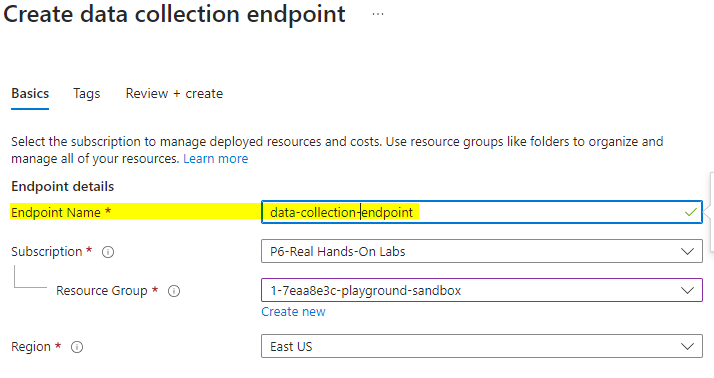 Create data collection endpoint ...
Basics Tags Review + create
Select the subscription to manage deployed resources and costs. Use resource groups like folders to organize and
manage all of your resources. Learn more
Endpoint details
Endpoint Name * data-collection-endpoint
Subscription * P6-Real Hands-On Labs
Resource Group * 1-7eaa8e3c-playground-sandbox
Create new
Region * East US